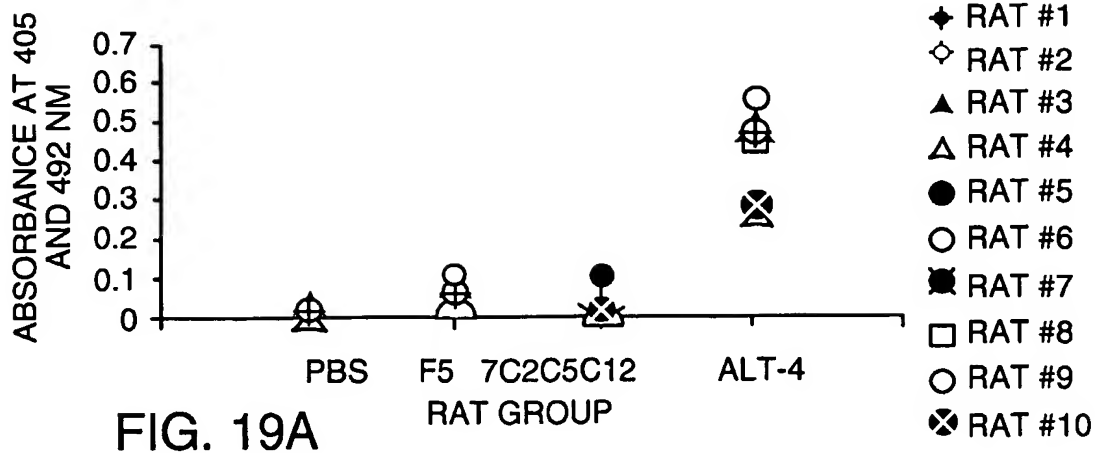 ABSORBANCE AT 405
AND 492 NM
0.7
0.6
0.5
0.4
0.3
0.2
0.1
0
PBS F5 7C2C5C12 ALT-4
RAT GROUP
FIG. 19A
RAT #1
RAT #2
RAT #3
RAT #4
RAT #5
RAT #6
RAT #7
RAT #8
RAT #9
RAT #10